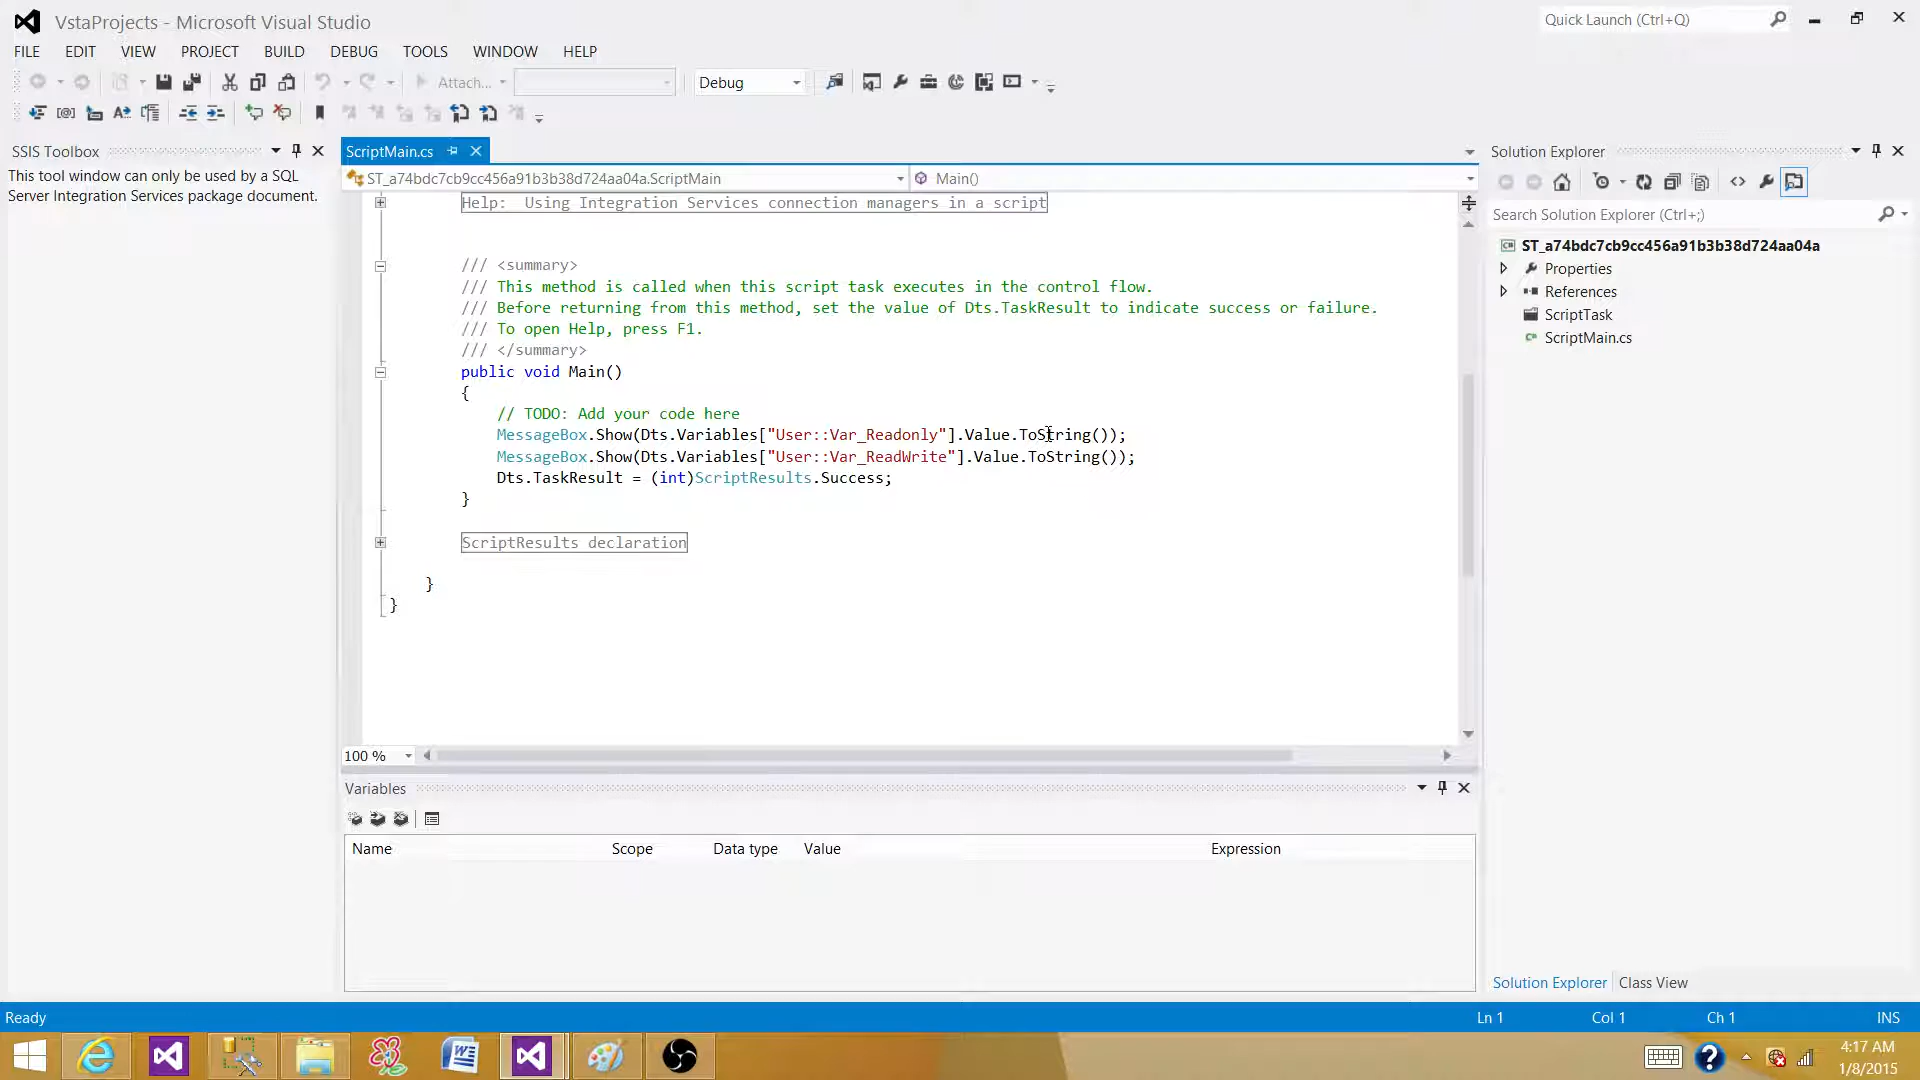 VstaProjects - Microsoft Visual Studio
Quick Launch (Ctrl+Q)
FILE EDIT VIEW PROJECT BUILD DEBUG TOOLS WINDOW HELP
Attach... Debug
SSIS Toolbox
This tool window can only be used by a SQL
Server Integration Services package document.
ScriptMain.cs
ST_a74bdc7cb9cc456a91b3b38d724aa04a.ScriptMain
Main()
Help:  Using Integration Services connection managers in a script
/// <summary>
/// This method is called when this script task executes in the control flow.
/// Before returning from this method, set the value of Dts.TaskResult to indicate success or failure.
/// To open Help, press F1.
/// </summary>
public void Main()
{
// TODO: Add your code here
MessageBox.Show(Dts.Variables["User::Var_Readonly"].Value.ToString());
MessageBox.Show(Dts.Variables["User::Var_ReadWrite"].Value.ToString());
Dts.TaskResult = (int)ScriptResults.Success;
}
ScriptResults declaration
}
}
100 %
Variables
Name Scope Data type Value Expression
Solution Explorer
Search Solution Explorer (Ctrl+;)
ST_a74bdc7cb9cc456a91b3b38d724aa04a
Properties
References
ScriptTask
ScriptMain.cs
Solution Explorer Class View
Ready Ln 1 Col 1 Ch 1 INS
4:17 AM
1/8/2015